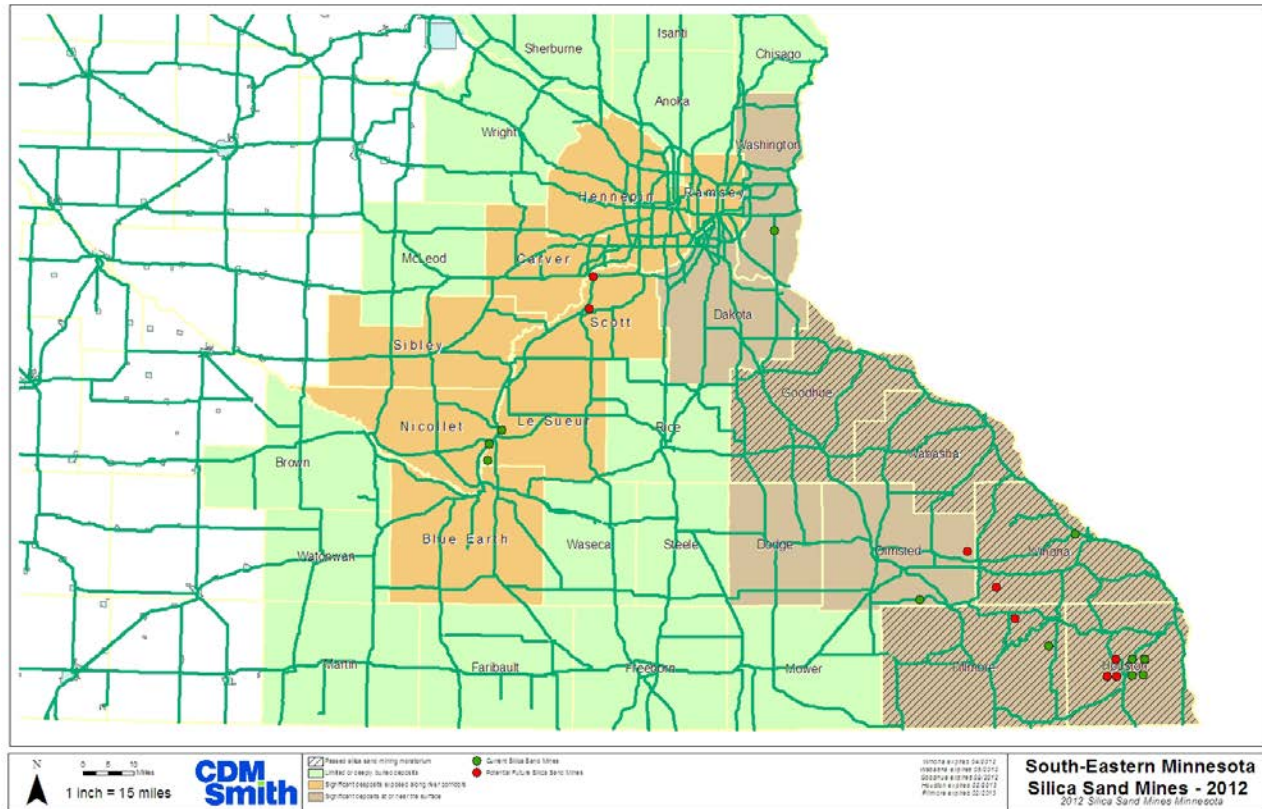 Isanti
Sherburne
Chisago
Anoka
Wright
Washington
Hennepin
Ramsey
McLeod
Carver
Dakota
Scott
Sibley
Goodhue
Nicollet
Le Sueur
Rice
Wabasha
Brown
Blue Earth
Waseca
Steele
Dodge
Olmsted
Winona
Watonwan
Martin
Faribault
Freeborn
Mower
Fillmore
Houston
N
0 5 10
Miles
1 inch = 15 miles
CDM
Smith
Passed silica sand mining moratorium
Limited or deeply buried deposits
Significant deposits exposed along river corridors
Significant deposits at or near the surface
Current Silica Sand Mines
Potential Future Silica Sand Mines
South-Eastern Minnesota
Silica Sand Mines - 2012
2012 Silica Sand Mines Minnesota